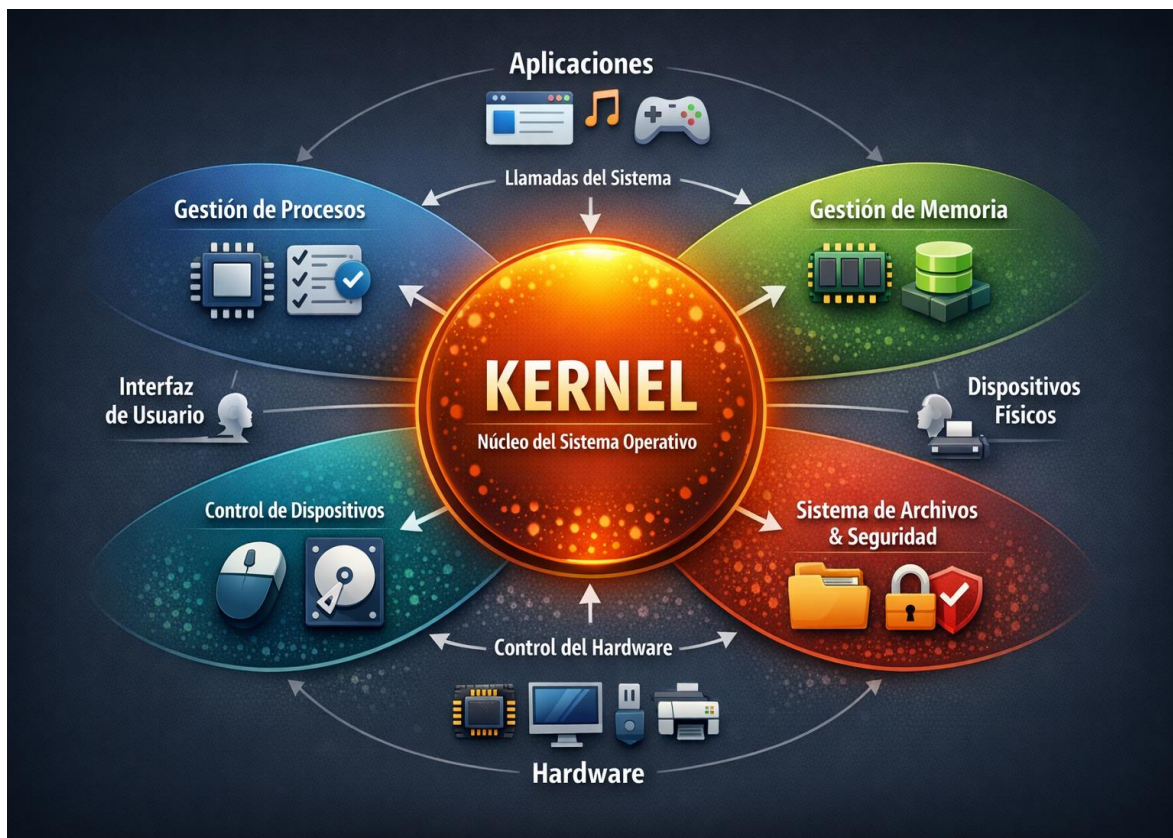 Aplicaciones
Llamadas del Sistema
Gestión de Procesos
Gestión de Memoria
Interfaz
de Usuario
KERNEL
Núcleo del Sistema Operativo
Dispositivos
Físicos
Control de Dispositivos
Sistema de Archivos
& Seguridad
Control del Hardware
Hardware